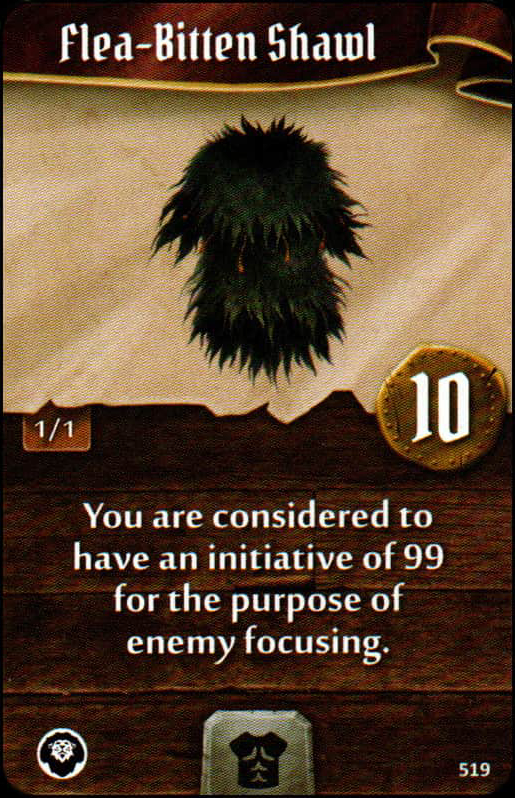 Flea-Bitten Shawl
10
1/1
You are considered to
have an initiative of 99
for the purpose of
enemy focusing.
519